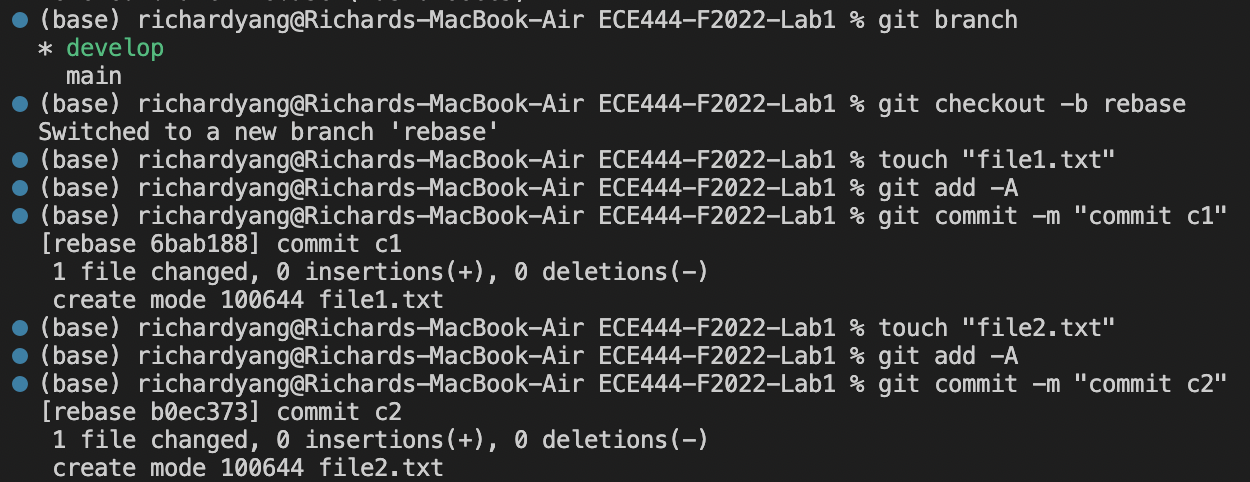 (base) richardyang@Richards-MacBook-Air ECE444-F2022-Lab1 % git branch
* develop
  main
(base) richardyang@Richards-MacBook-Air ECE444-F2022-Lab1 % git checkout -b rebase
Switched to a new branch 'rebase'
(base) richardyang@Richards-MacBook-Air ECE444-F2022-Lab1 % touch "file1.txt"
(base) richardyang@Richards-MacBook-Air ECE444-F2022-Lab1 % git add -A
(base) richardyang@Richards-MacBook-Air ECE444-F2022-Lab1 % git commit -m "commit c1"
[rebase 6bab188] commit c1
 1 file changed, 0 insertions(+), 0 deletions(-)
 create mode 100644 file1.txt
(base) richardyang@Richards-MacBook-Air ECE444-F2022-Lab1 % touch "file2.txt"
(base) richardyang@Richards-MacBook-Air ECE444-F2022-Lab1 % git add -A
(base) richardyang@Richards-MacBook-Air ECE444-F2022-Lab1 % git commit -m "commit c2"
[rebase b0ec373] commit c2
 1 file changed, 0 insertions(+), 0 deletions(-)
 create mode 100644 file2.txt